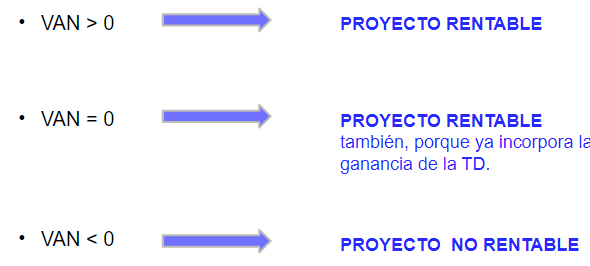 • VAN > 0 PROYECTO RENTABLE
• VAN = 0 PROYECTO RENTABLE
también, porque ya incorpora la
ganancia de la TD.
• VAN < 0 PROYECTO NO RENTABLE